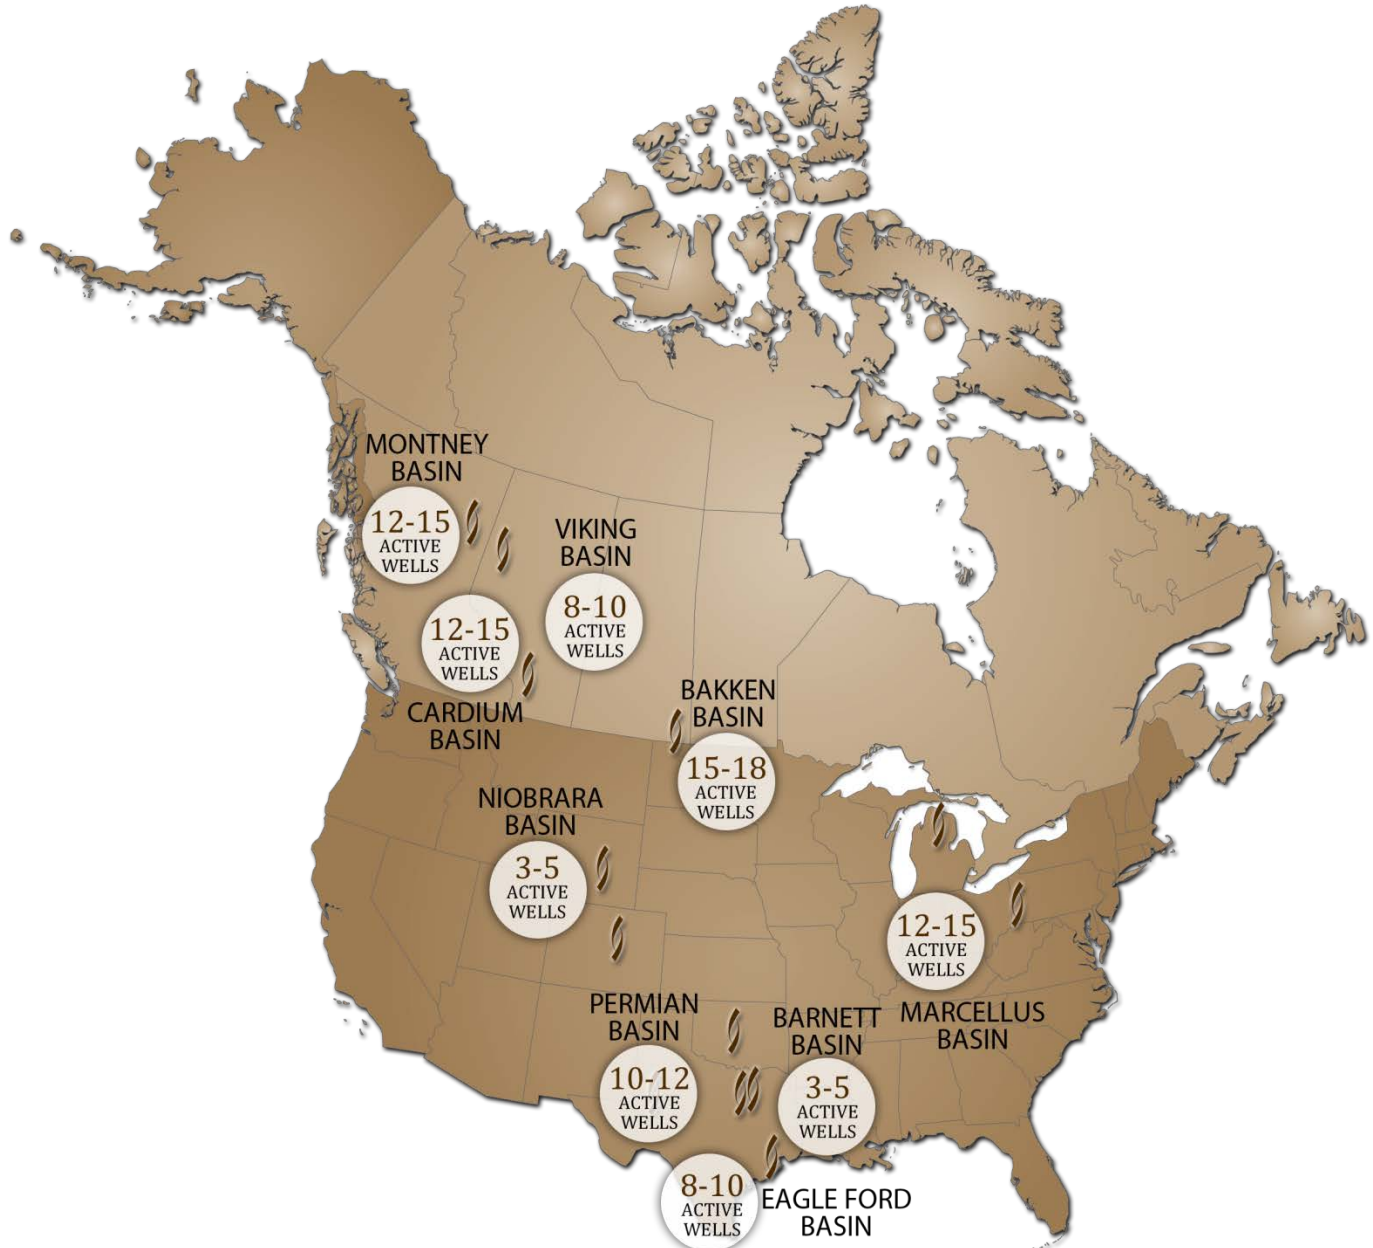 MONTNEY
BASIN
12-15
ACTIVE
WELLS
VIKING
BASIN
8-10
ACTIVE
WELLS
12-15
ACTIVE
WELLS
CARDIUM
BASIN
BAKKEN
BASIN
15-18
ACTIVE
WELLS
NIOBRARA
BASIN
3-5
ACTIVE
WELLS
12-15
ACTIVE
WELLS
MARCELLUS
BASIN
PERMIAN
BASIN
10-12
ACTIVE
WELLS
BARNETT
BASIN
3-5
ACTIVE
WELLS
8-10
ACTIVE
WELLS
EAGLE FORD
BASIN